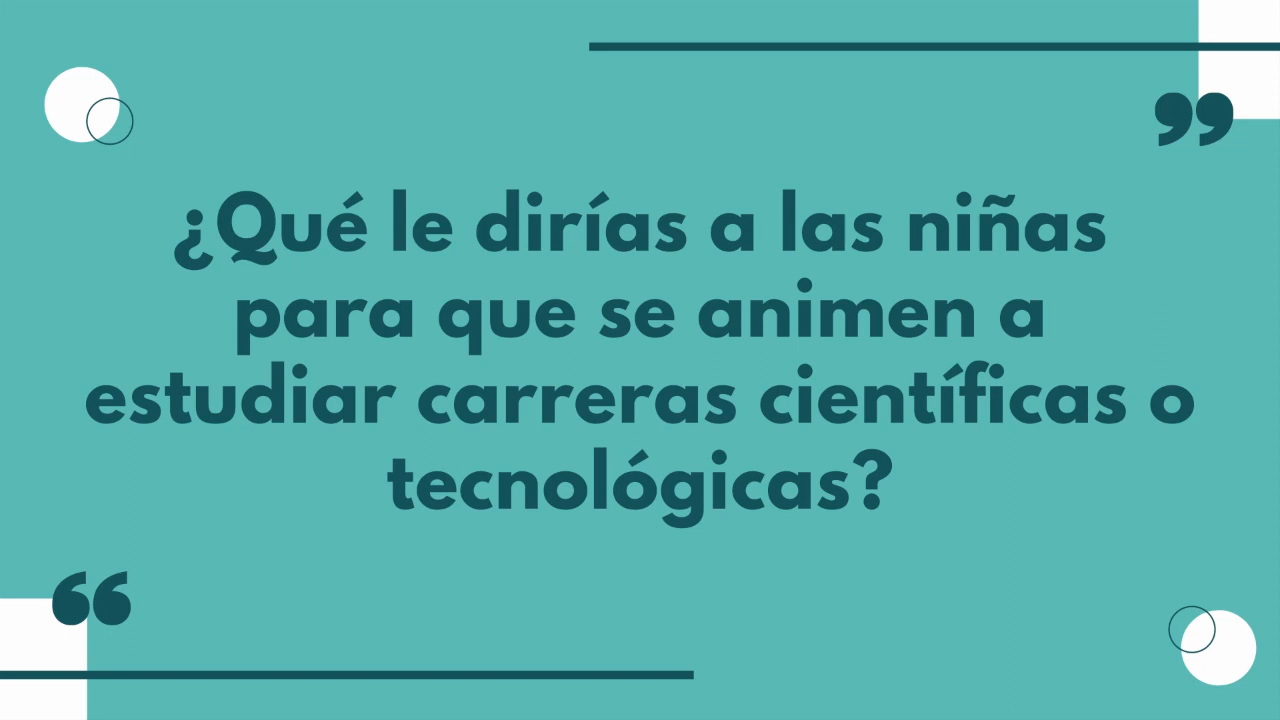 ¿Qué le dirías a las niñas
para que se animen a
estudiar carreras científicas o
tecnológicas?